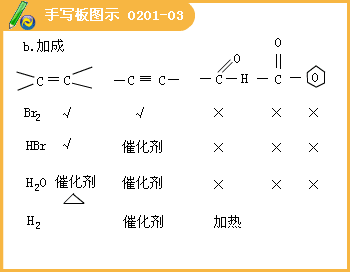 手写板图示 0201-03
b.加成
C = C — C ≡ C — C O H C O O
Br₂ √ √ × × ×
HBr √ 催化剂 × × ×
H₂O 催化剂 △ 催化剂 × × ×
H₂ 催化剂 加热